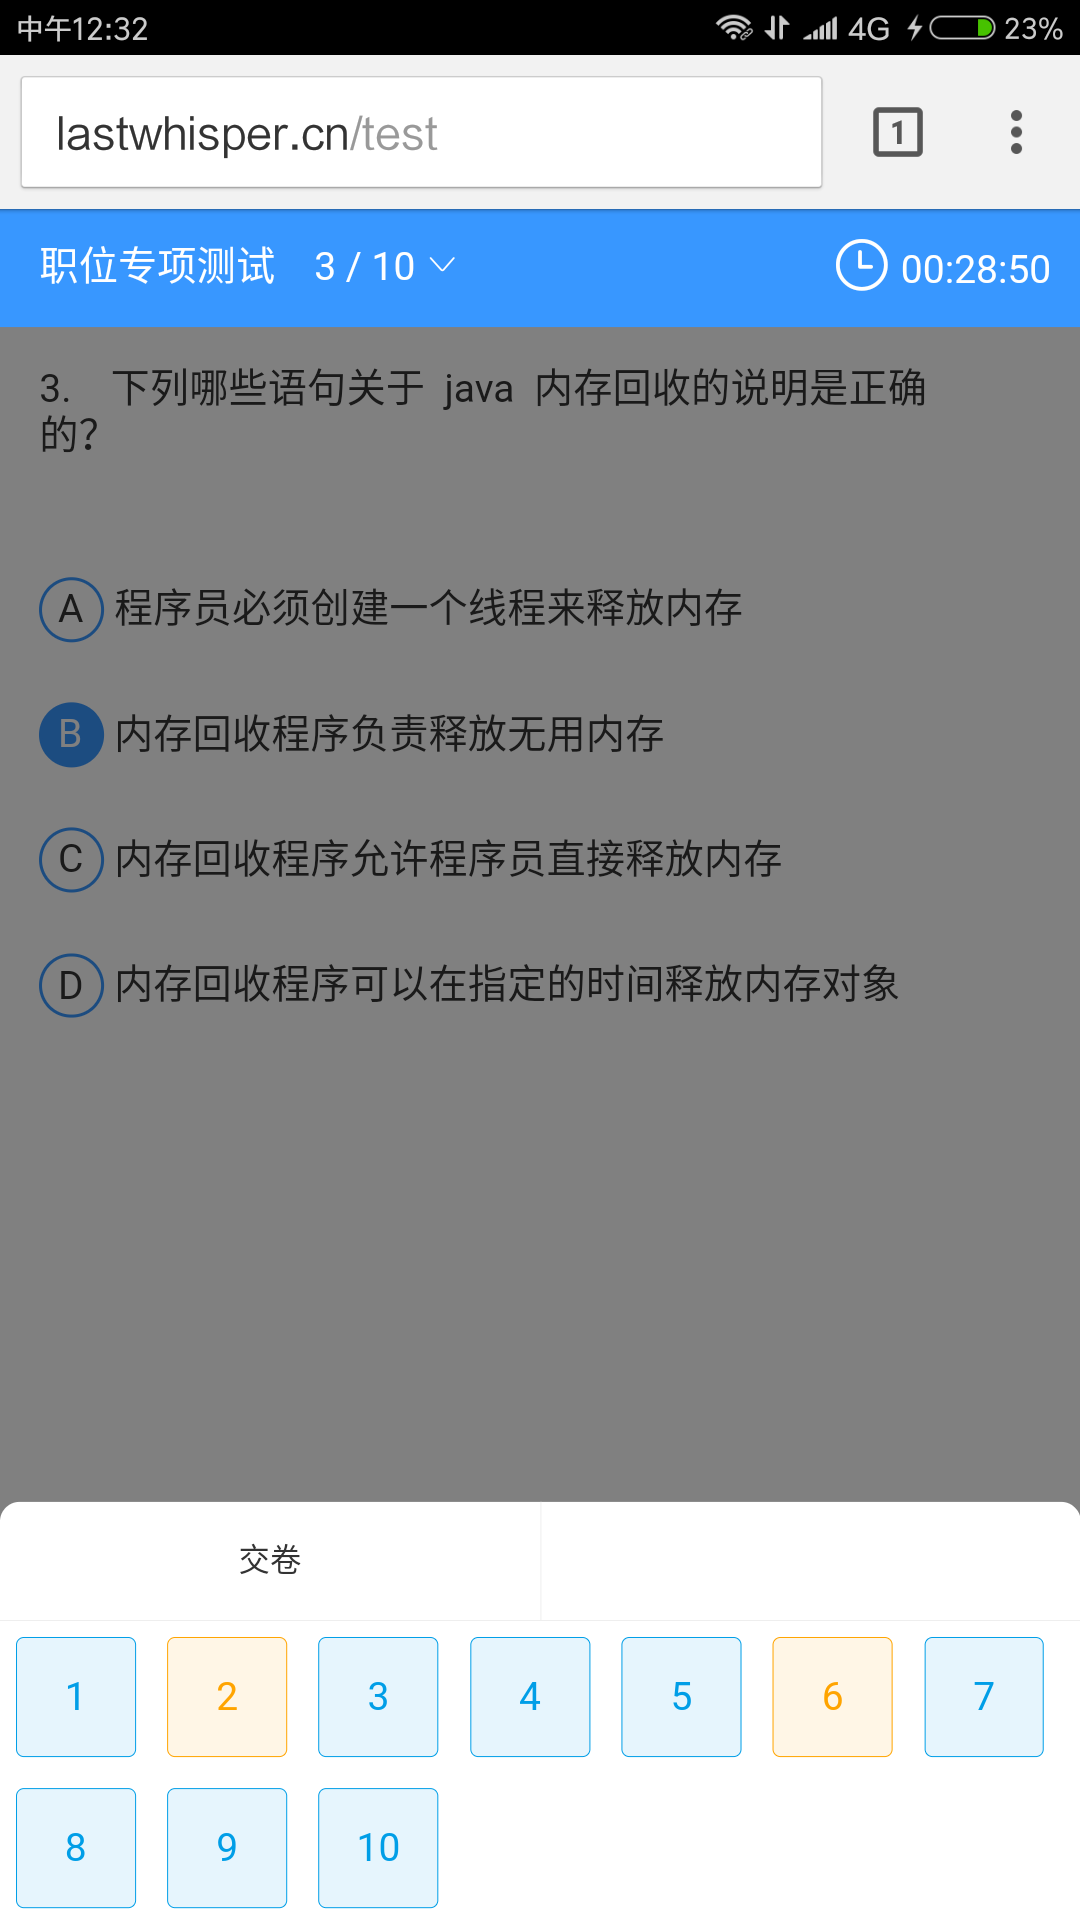 中午12:32 4G 23%
lastwhisper.cn/test 1
职位专项测试 3 / 10 00:28:50
3. 下列哪些语句关于 java 内存回收的说明是正确
的?
A 程序员必须创建一个线程来释放内存
B 内存回收程序负责释放无用内存
C 内存回收程序允许程序员直接释放内存
D 内存回收程序可以在指定的时间释放内存对象
交卷
1 2 3 4 5 6 7
8 9 10